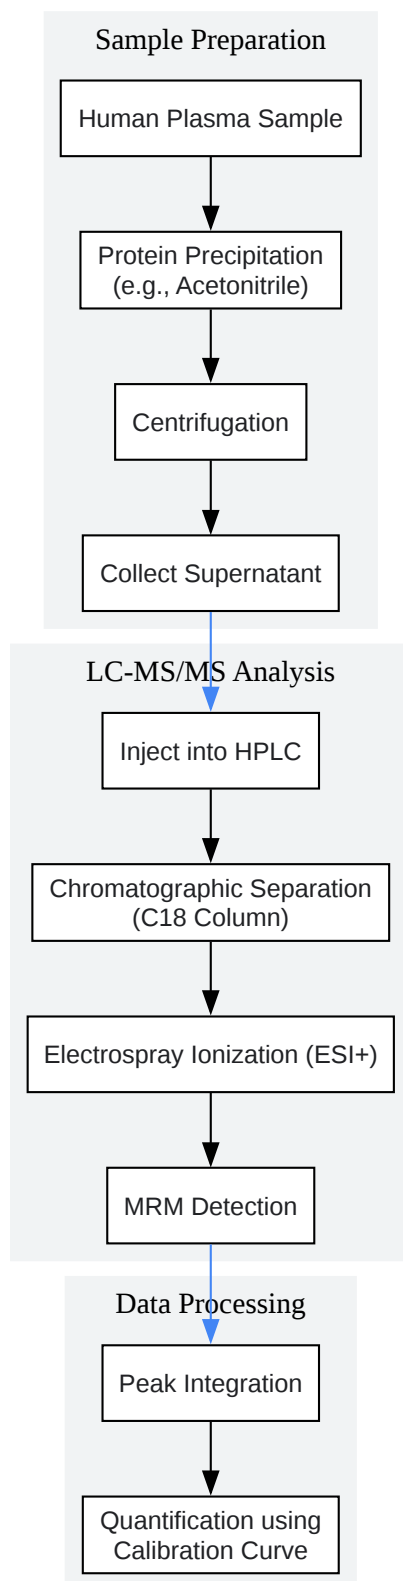 Sample Preparation
Human Plasma Sample
Protein Precipitation
(e.g., Acetonitrile)
Centrifugation
Collect Supernatant
LC-MS/MS Analysis
Inject into HPLC
Chromatographic Separation
(C18 Column)
Electrospray Ionization (ESI+)
MRM Detection
Data Processing
Peak Integration
Quantification using
Calibration Curve